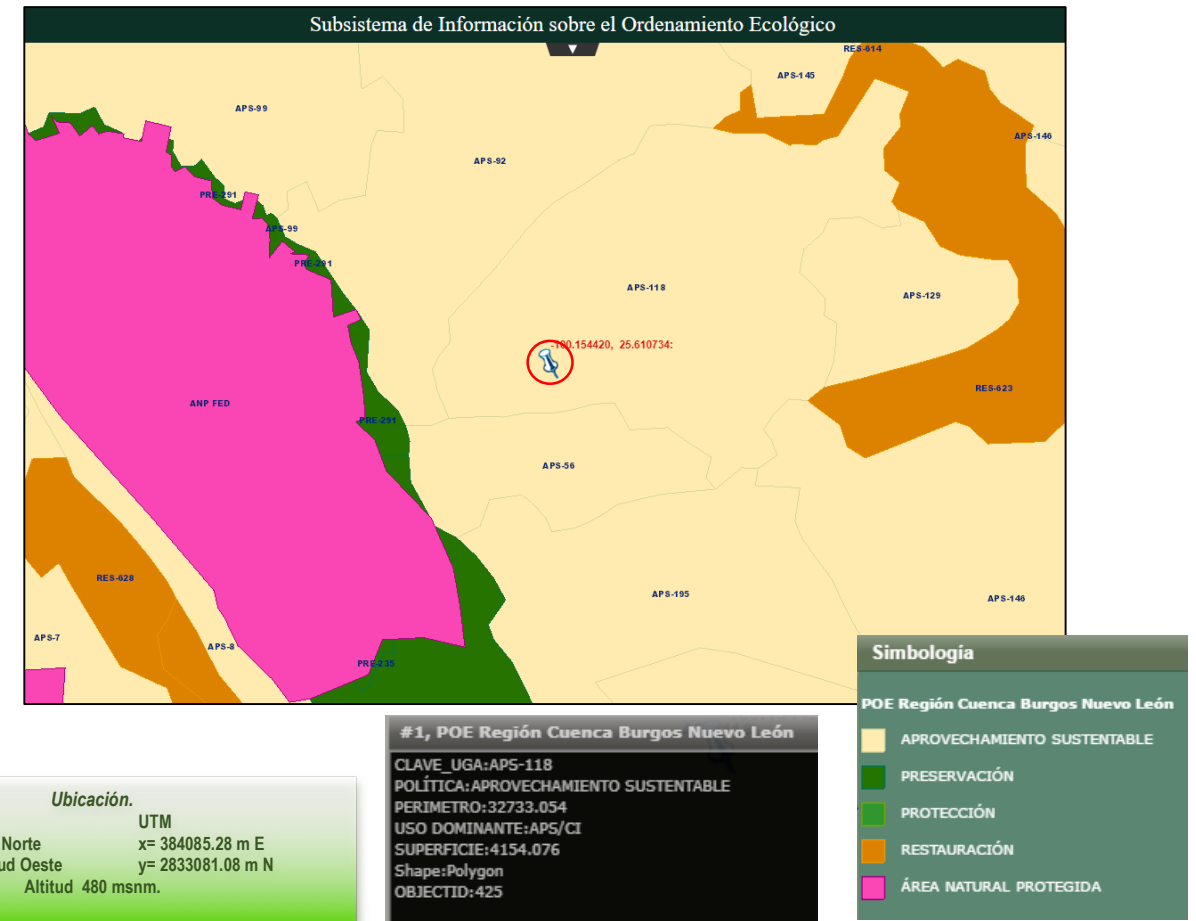 Subsistema de Información sobre el Ordenamiento Ecológico
RES-614
APS-145
APS-99
APS-146
APS-92
PRE-291
APS-99
PRE-291
APS-118
APS-129
-100.154420, 25.610734:
RES-623
ANP FED
PRE-291
APS-56
RES-628
APS-195
APS-146
APS-7
APS-8
PRE-235
Simbología
POE Región Cuenca Burgos Nuevo León
APROVECHAMIENTO SUSTENTABLE
PRESERVACIÓN
PROTECCIÓN
RESTAURACIÓN
ÁREA NATURAL PROTEGIDA
#1, POE Región Cuenca Burgos Nuevo León
CLAVE_UGA:APS-118
POLÍTICA:APROVECHAMIENTO SUSTENTABLE
PERIMETRO:32733.054
USO DOMINANTE:APS/CI
SUPERFICIE:4154.076
Shape:Polygon
OBJECTID:425
Ubicación.
UTM
Norte x= 384085.28 m E
ud Oeste y= 2833081.08 m N
Altitud 480 msnm.